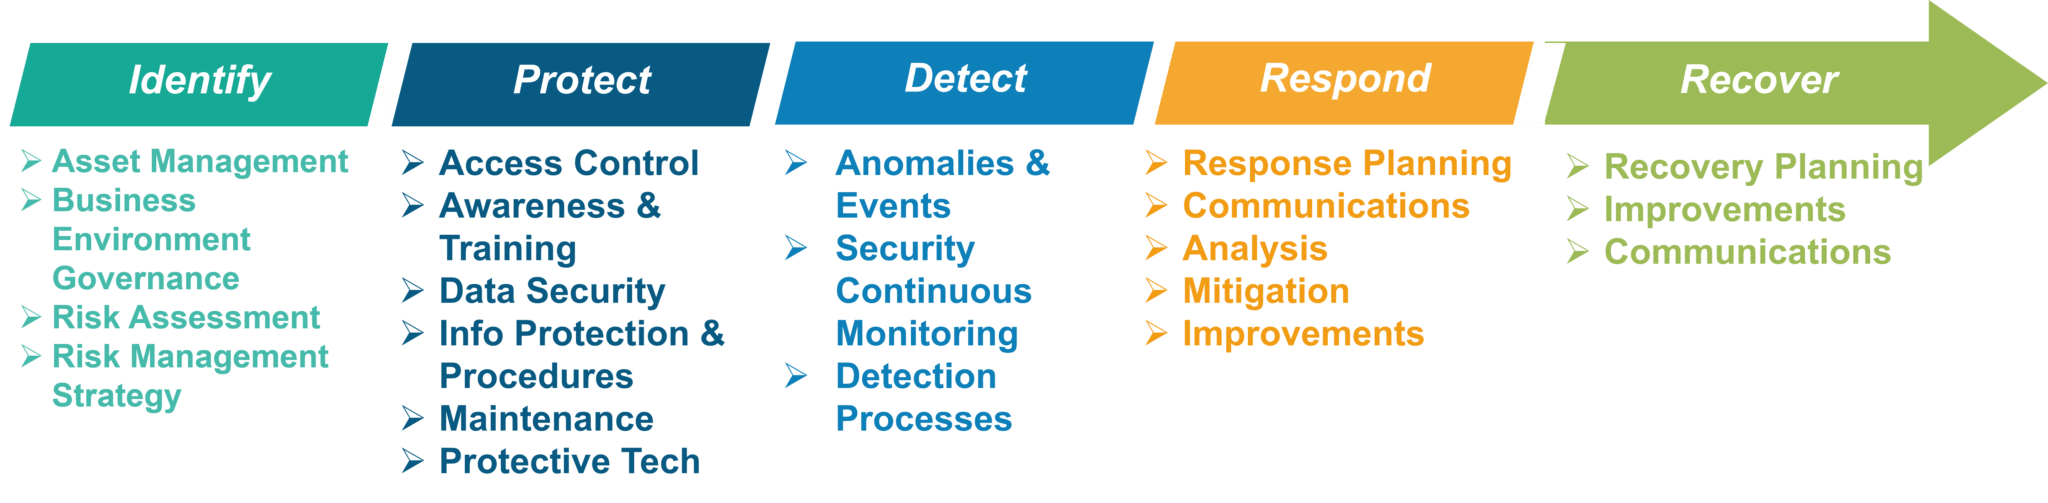 Identify
Asset Management
Business
Environment
Governance
Risk Assessment
Risk Management
Strategy
Protect
Access Control
Awareness &
Training
Data Security
Info Protection &
Procedures
Maintenance
Protective Tech
Detect
Anomalies &
Events
Security
Continuous
Monitoring
Detection
Processes
Respond
Response Planning
Communications
Analysis
Mitigation
Improvements
Recover
Recovery Planning
Improvements
Communications